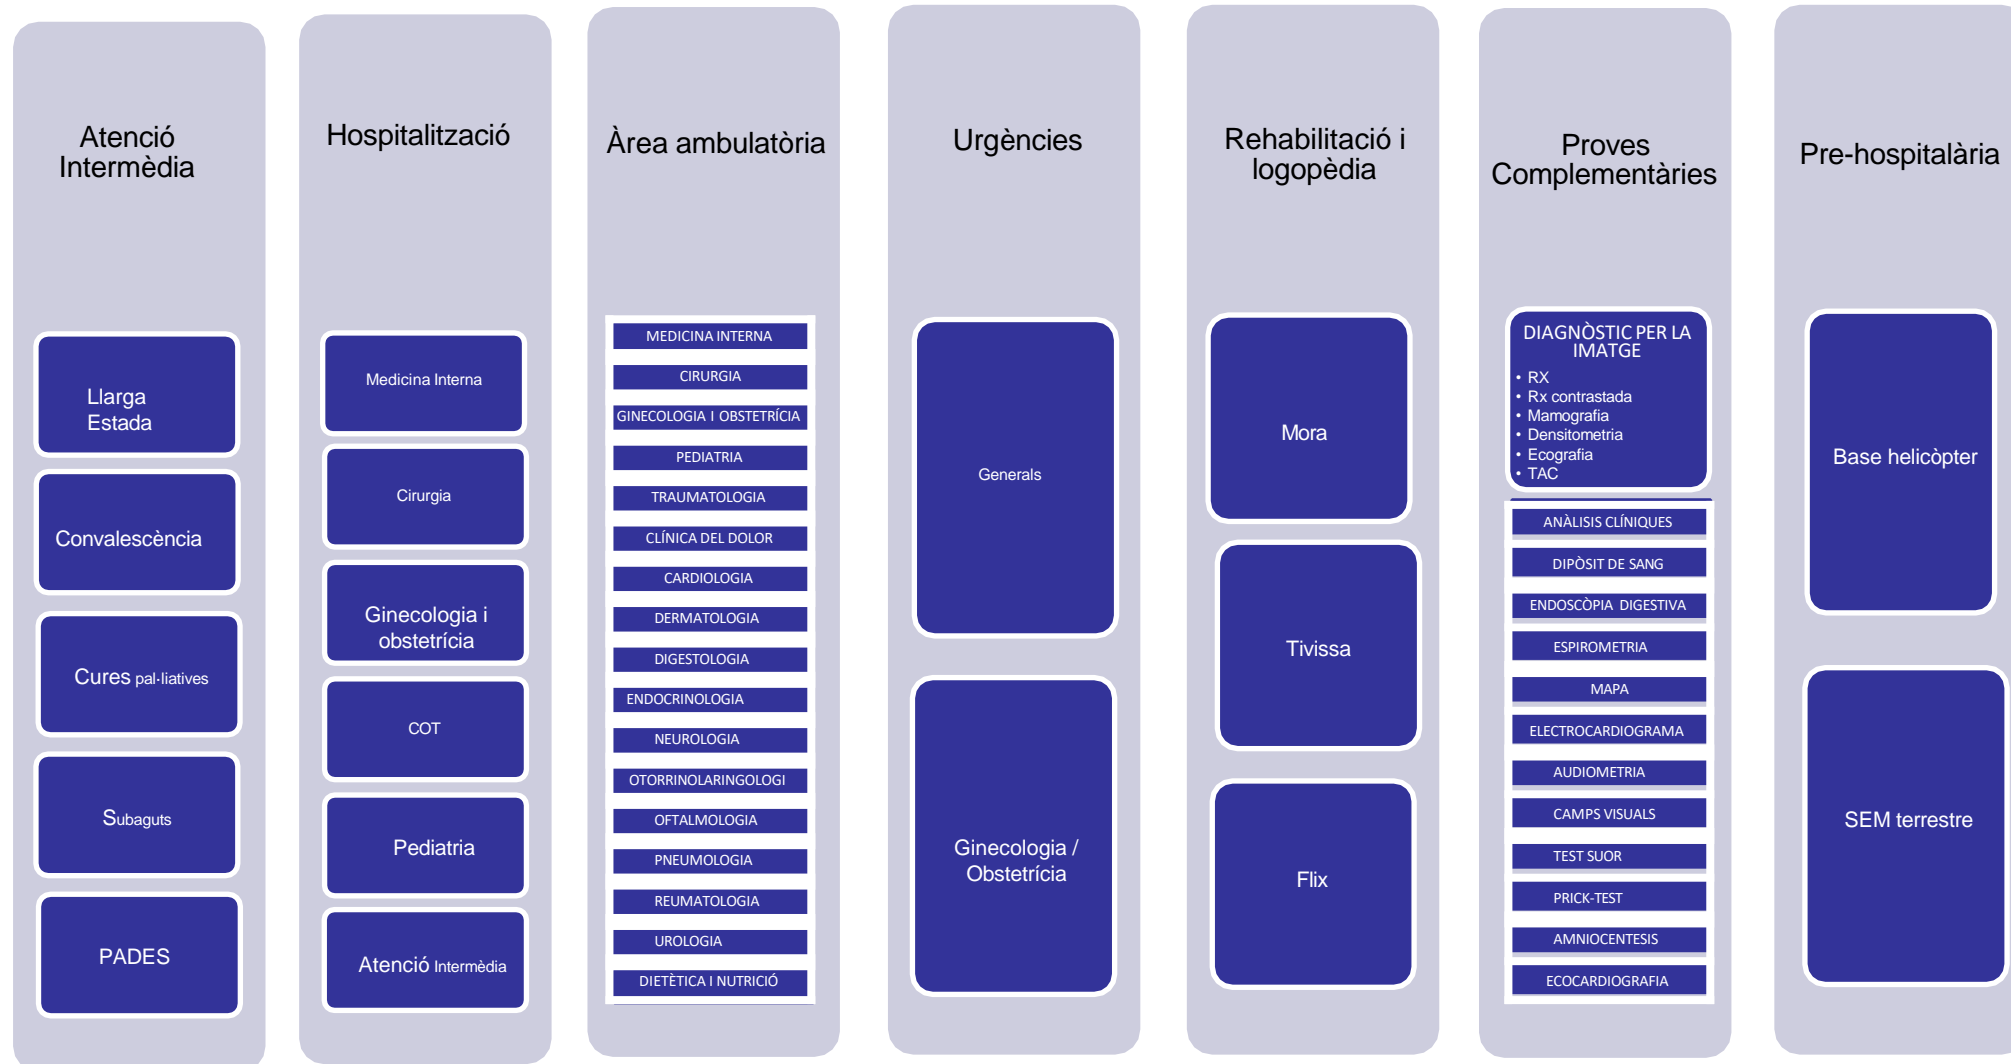 Atenció
Intermèdia
Llarga
Estada
Convalescència
Cures pal·liatives
Subaguts
PADES
Hospitalització
Medicina Interna
Cirurgia
Ginecologia i
obstetrícia
COT
Pediatria
Atenció Intermèdia
Àrea ambulatòria
MEDICINA INTERNA
CIRURGIA
GINECOLOGIA I OBSTETRÍCIA
PEDIATRIA
TRAUMATOLOGIA
CLÍNICA DEL DOLOR
CARDIOLOGIA
DERMATOLOGIA
DIGESTOLOGIA
ENDOCRINOLOGIA
NEUROLOGIA
OTORRINOLARINGOLOGI
OFTALMOLOGIA
PNEUMOLOGIA
REUMATOLOGIA
UROLOGIA
DIETÈTICA I NUTRICIÓ
Urgències
Generals
Ginecologia /
Obstetrícia
Rehabilitació i
logopèdia
Mora
Tivissa
Flix
Proves
Complementàries
DIAGNÒSTIC PER LA
IMATGE
• RX
• Rx contrastada
• Mamografia
• Densitometria
• Ecografia
• TAC
ANÀLISIS CLÍNIQUES
DIPÒSIT DE SANG
ENDOSCÒPIA DIGESTIVA
ESPIROMETRIA
MAPA
ELECTROCARDIOGRAMA
AUDIOMETRIA
CAMPS VISUALS
TEST SUOR
PRICK-TEST
AMNIOCENTESIS
ECOCARDIOGRAFIA
Pre-hospitalària
Base helicòpter
SEM terrestre